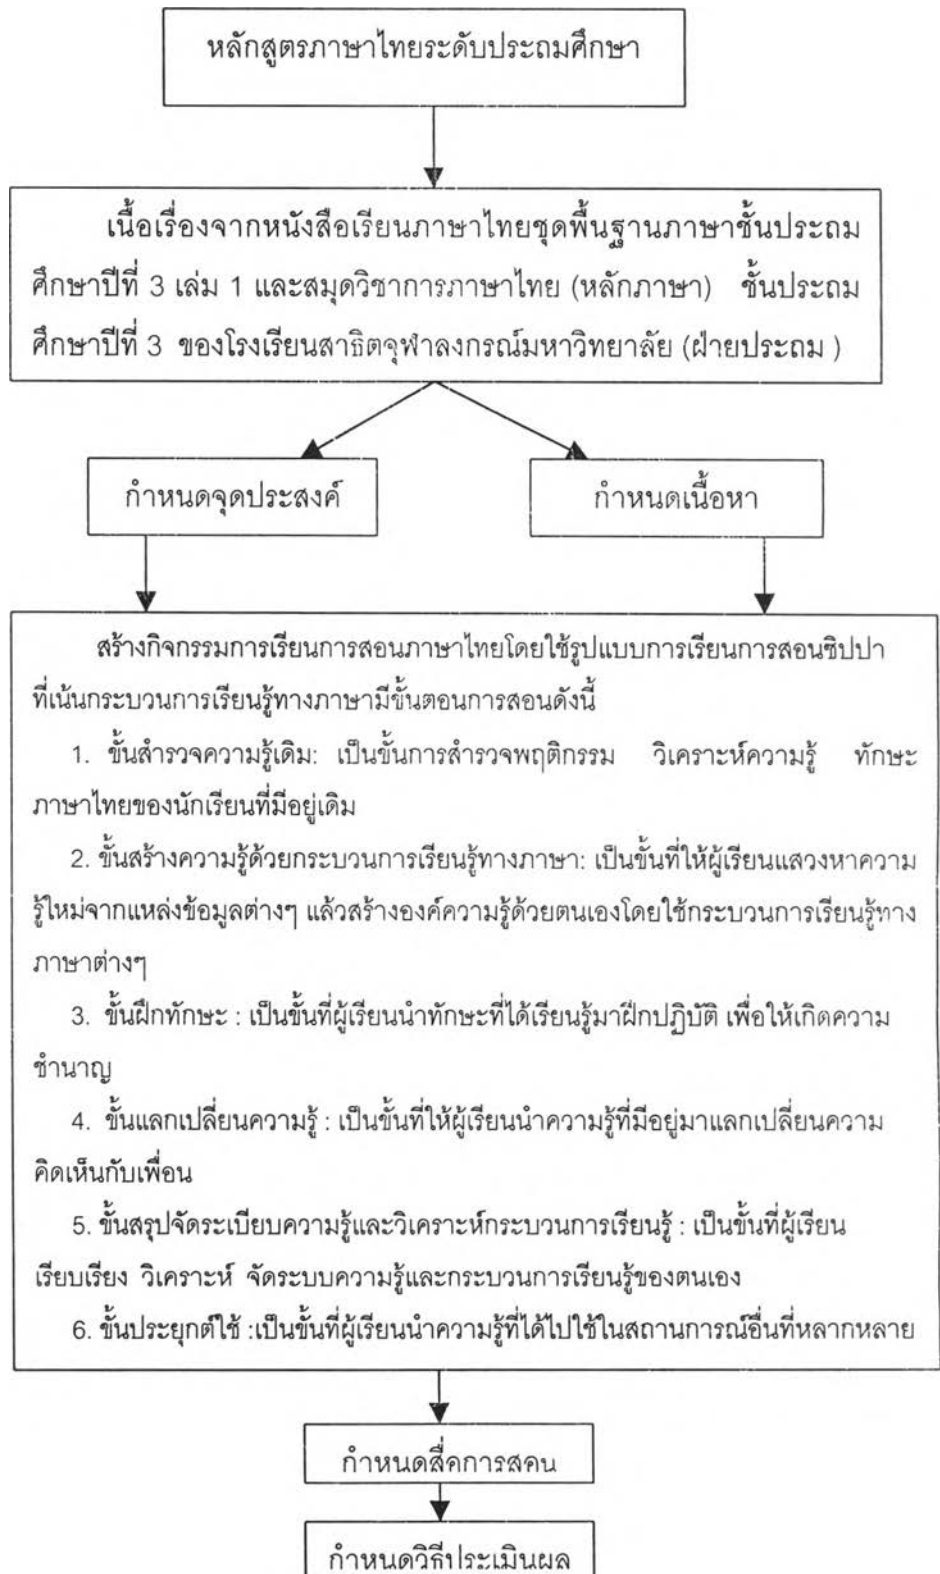 หลักสูตรภาษาไทยระดับประถมศึกษา
เนื้อเรื่องจากหนังสือเรียนภาษาไทยชุดพื้นฐานภาษาชั้นประถม
ศึกษาปีที่ 3 เล่ม 1 และสมุดวิชาการภาษาไทย (หลักภาษา) ชั้นประถม
ศึกษาปีที่ 3 ของโรงเรียนสาธิตจุฬาลงกรณ์มหาวิทยาลัย (ฝ่ายประถม )
กำหนดจุดประสงค์
กำหนดเนื้อหา
สร้างกิจกรรมการเรียนการสอนภาษาไทยโดยใช้รูปแบบการเรียนการสอนซิปปา
ที่เน้นกระบวนการเรียนรู้ทางภาษามีขั้นตอนการสอนดังนี้
1. ขั้นสำรวจความรู้เดิม: เป็นขั้นการสำรวจพฤติกรรม วิเคราะห์ความรู้ ทักษะ
ภาษาไทยของนักเรียนที่มีอยู่เดิม
2. ขั้นสร้างความรู้ด้วยกระบวนการเรียนรู้ทางภาษา: เป็นขั้นที่ให้ผู้เรียนแสวงหาความ
รู้ใหม่จากแหล่งข้อมูลต่างๆ แล้วสร้างองค์ความรู้ด้วยตนเองโดยใช้กระบวนการเรียนรู้ทาง
ภาษาต่างๆ
3. ขั้นฝึกทักษะ : เป็นขั้นที่ผู้เรียนนำทักษะที่ได้เรียนรู้มาฝึกปฏิบัติ เพื่อให้เกิดความ
ชำนาญ
4. ขั้นแลกเปลี่ยนความรู้ : เป็นขั้นที่ให้ผู้เรียนนำความรู้ที่มีอยู่มาแลกเปลี่ยนความ
คิดเห็นกับเพื่อน
5. ขั้นสรุปจัดระเบียบความรู้และวิเคราะห์กระบวนการเรียนรู้ : เป็นขั้นที่ผู้เรียน
เรียบเรียง วิเคราะห์ จัดระบบความรู้และกระบวนการเรียนรู้ของตนเอง
6. ขั้นประยุกต์ใช้ :เป็นขั้นที่ผู้เรียนนำความรู้ที่ได้ไปใช้ในสถานการณ์อื่นที่หลากหลาย
กำหนดสื่อการสอน
กำหนดวิธีประเมินผล